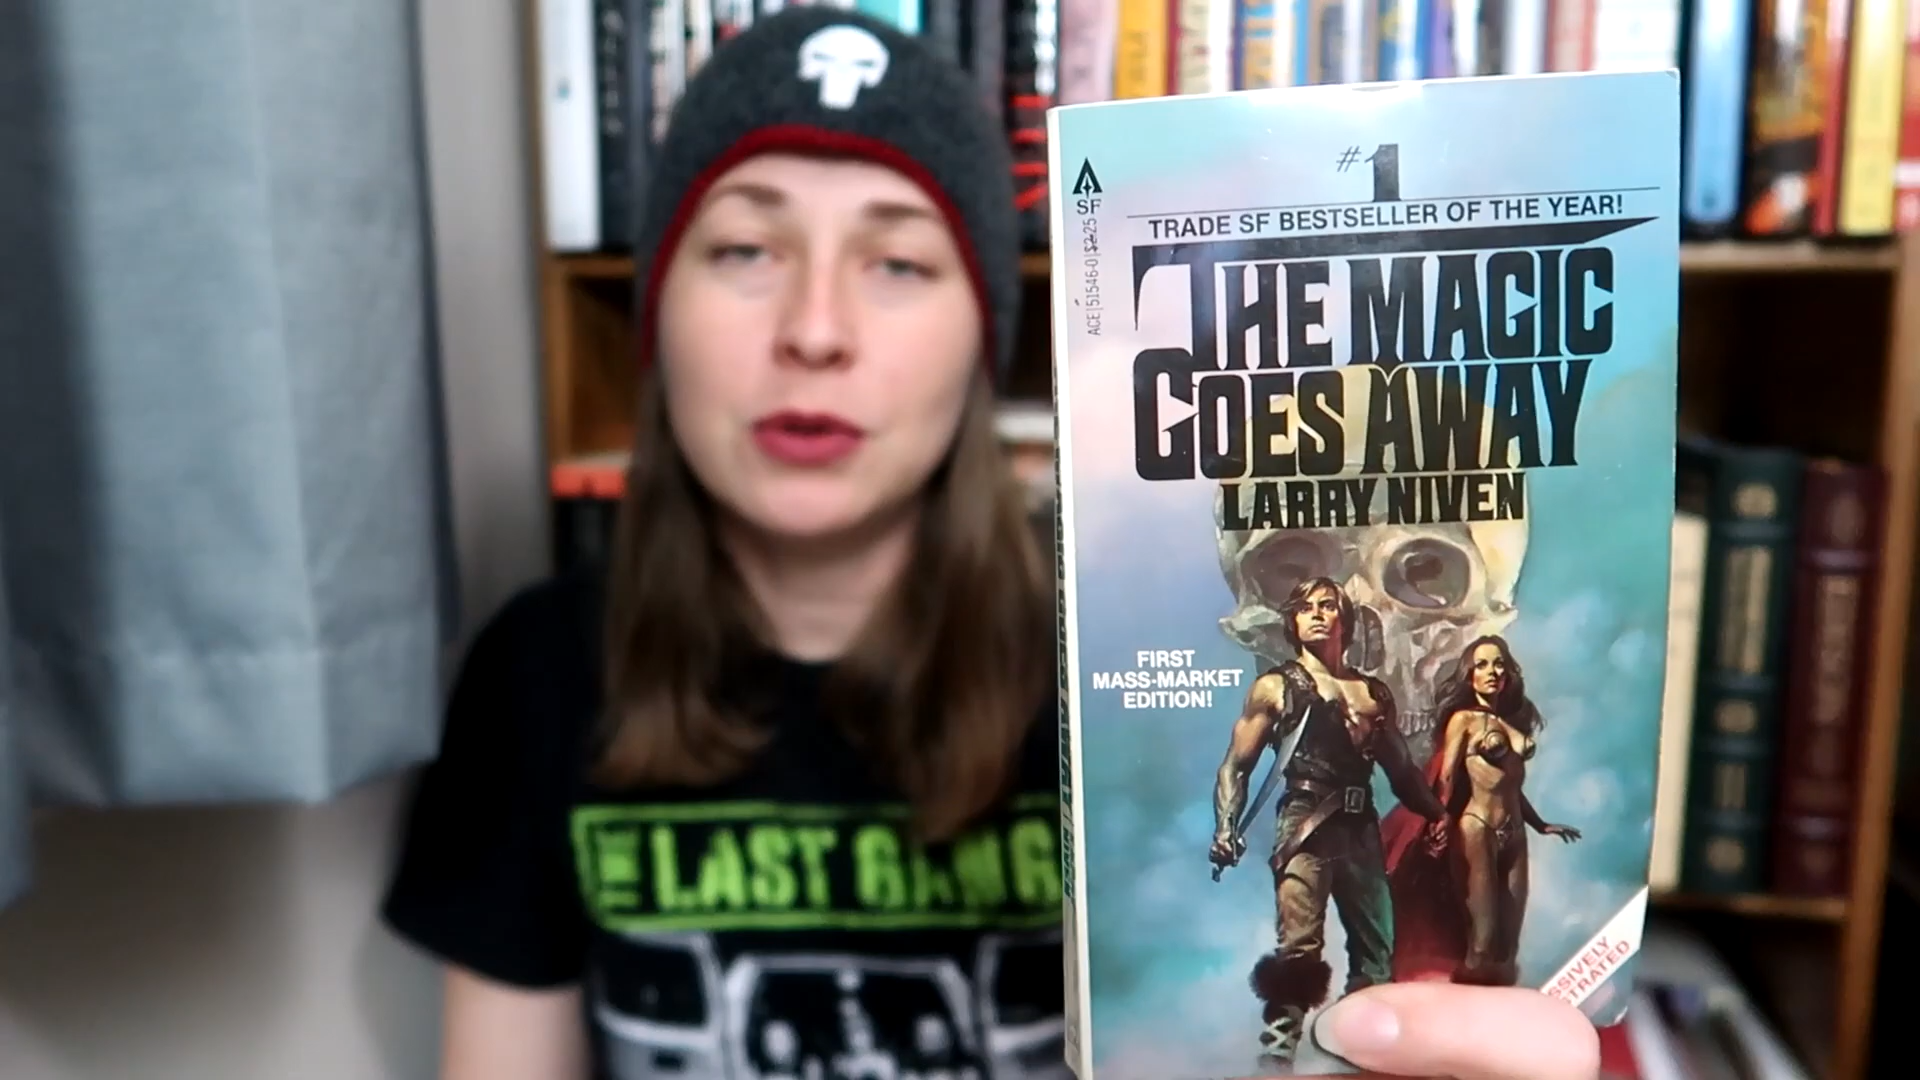 #1
TRADE SF BESTSELLER OF THE YEAR!
SF
ACE|51546-0|$2.25
THE MAGIC
GOES AWAY
LARRY NIVEN
FIRST
MASS-MARKET
EDITION!
THE LAST GANG